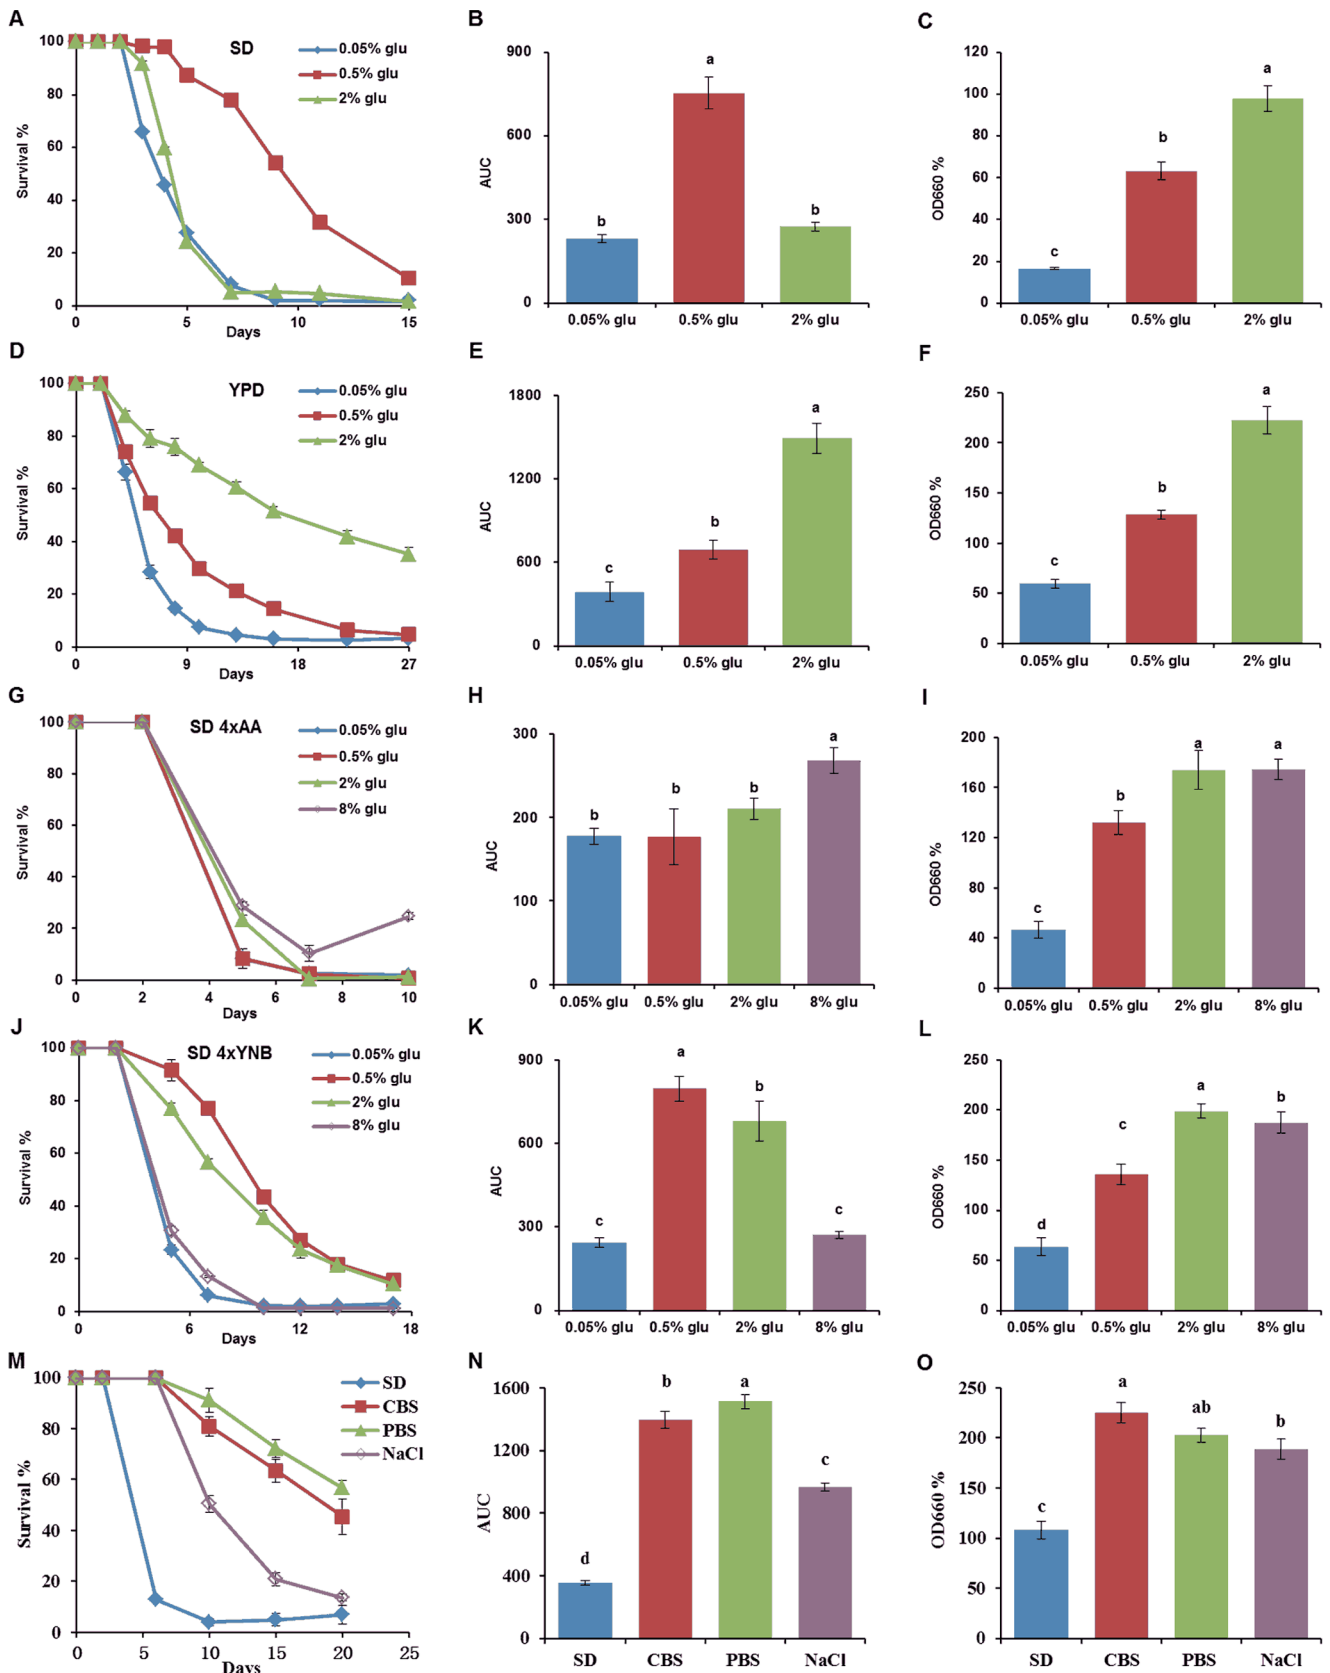 A
SD
0.05% glu
0.5% glu
2% glu
Survival %
100
80
60
40
20
0
0 5 10 15
Days
B
AUC
900
600
300
0
b a b
0.05% glu 0.5% glu 2% glu
C
OD660 %
120
100
80
60
40
20
0
c b a
0.05% glu 0.5% glu 2% glu
D
YPD
0.05% glu
0.5% glu
2% glu
Survival %
100
80
60
40
20
0
0 9 18 27
Days
E
AUC
1800
1200
600
0
c b a
0.05% glu 0.5% glu 2% glu
F
OD660 %
250
200
150
100
50
0
c b a
0.05% glu 0.5% glu 2% glu
G
SD 4xAA
0.05% glu
0.5% glu
2% glu
8% glu
Survival %
100
80
60
40
20
0
0 2 4 6 8 10
Days
H
AUC
300
200
100
0
b b b a
0.05% glu 0.5% glu 2% glu 8% glu
I
OD660 %
200
160
120
80
40
0
c b a a
0.05% glu 0.5% glu 2% glu 8% glu
J
SD 4xYNB
0.05% glu
0.5% glu
2% glu
8% glu
Survival %
100
80
60
40
20
0
0 6 12 18
Days
K
AUC
900
600
300
0
c a b c
0.05% glu 0.5% glu 2% glu 8% glu
L
OD660 %
250
200
150
100
50
0
d c a b
0.05% glu 0.5% glu 2% glu 8% glu
M
SD
CBS
PBS
NaCl
Survival %
100
80
60
40
20
0
0 5 10 15 20 25
Days
N
AUC
1600
1200
800
400
0
d b a c
SD CBS PBS NaCl
O
OD660 %
250
200
150
100
50
0
c a ab b
SD CBS PBS NaCl